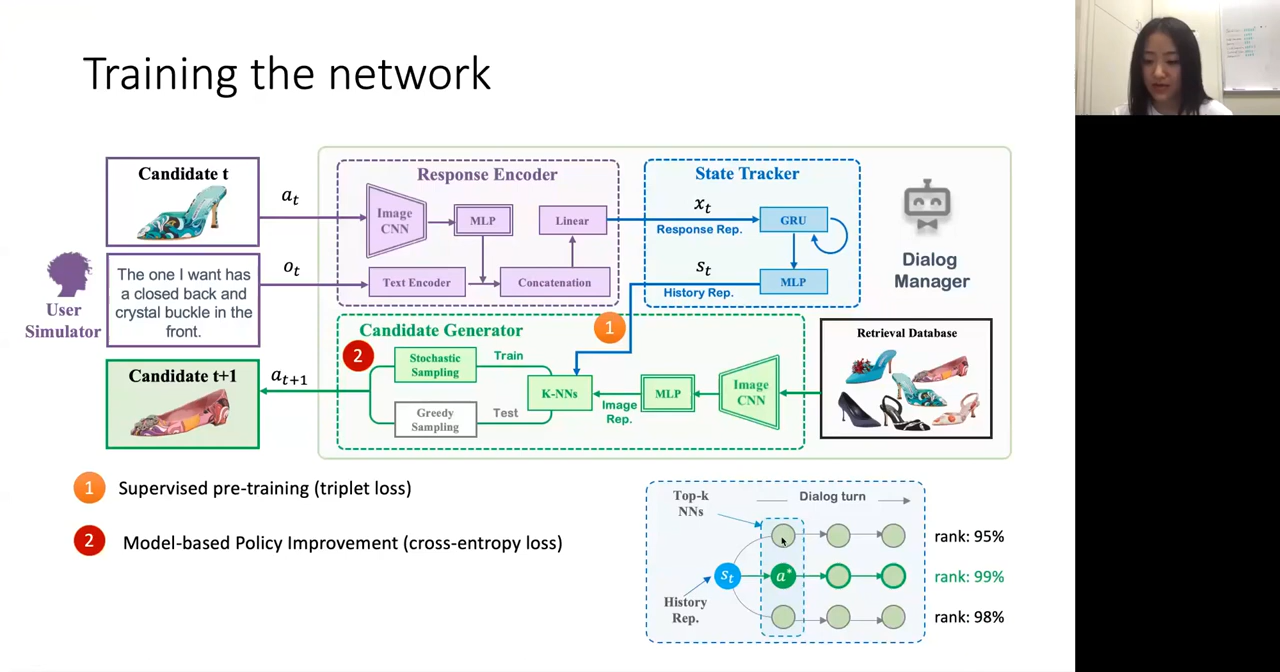 Training the network
Candidate t
a_t
The one I want has
a closed back and
crystal buckle in the
front.
o_t
User
Simulator
Candidate t+1
a_{t+1}
Response Encoder
Image
CNN
MLP
Linear
Text Encoder
Concatenation
State Tracker
x_t
Response Rep.
GRU
s_t
History Rep.
MLP
Dialog
Manager
Candidate Generator
1
2
Stochastic
Sampling
Train
Greedy
Sampling
Test
K-NNs
Image
Rep.
MLP
Image
CNN
Retrieval Database
1 Supervised pre-training (triplet loss)
2 Model-based Policy Improvement (cross-entropy loss)
Top-k
NNs
Dialog turn
s_t
a*
History
Rep.
rank: 95%
rank: 99%
rank: 98%